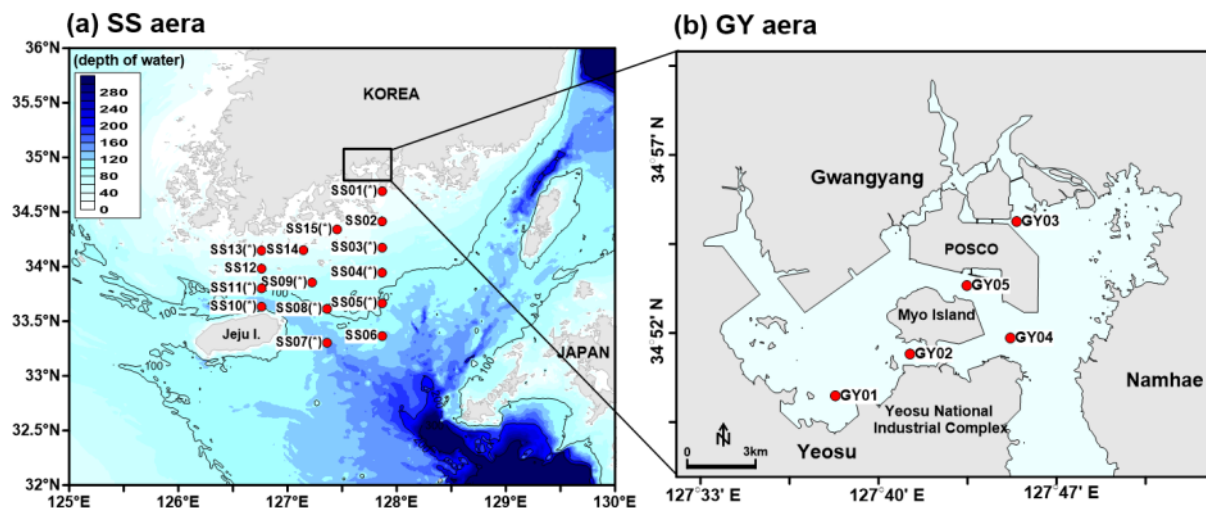 (a) SS aera
(b) GY aera
36°N
35.5°N
35°N
34.5°N
34°N
33.5°N
33°N
32.5°N
32°N
125°E
126°E
127°E
128°E
129°E
130°E
(depth of water)
280
240
200
160
120
80
40
0
KOREA
SS01(*)
SS02
SS15(*)
SS03(*)
SS13(*)
SS14
SS12
SS04(*)
SS09(*)
SS11(*)
100
100
SS10(*)
SS08(*)
SS05(*)
Jeju I.
SS06
SS07(*)
100
100
JAPAN
34°57' N
34°52' N
Gwangyang
GY03
POSCO
GY05
Myo Island
GY04
GY02
Namhae
GY01
Yeosu National
Industrial Complex
Yeosu
N
0
3km
127°33' E
127°40' E
127°47' E